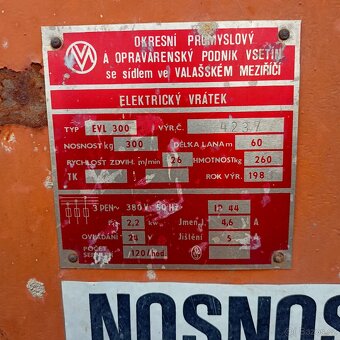 OKRESNÍ PRŮMYSLOVÝ
A OPRAVÁRENSKÝ PODNIK VSETÍN
se sídlem ve VALAŠSKÉM MEZIŘÍČÍ
ELEKTRICKÝ VRÁTEK
TYP EVL 300 VÝR.Č. 4237
NOSNOST kg 300 DÉLKA LANA m 60
RYCHLOST ZDVIH. m/min 26 HMOTNOST kg 260
TK ROK VÝR. 198
3 PEN~ 380 V 50 Hz IP 44
2,2 kW Jmen. I 4,6 A
OVLÁDÁNÍ 24 V Jištění 5 A
POČET 120/hod.
NOSNOS